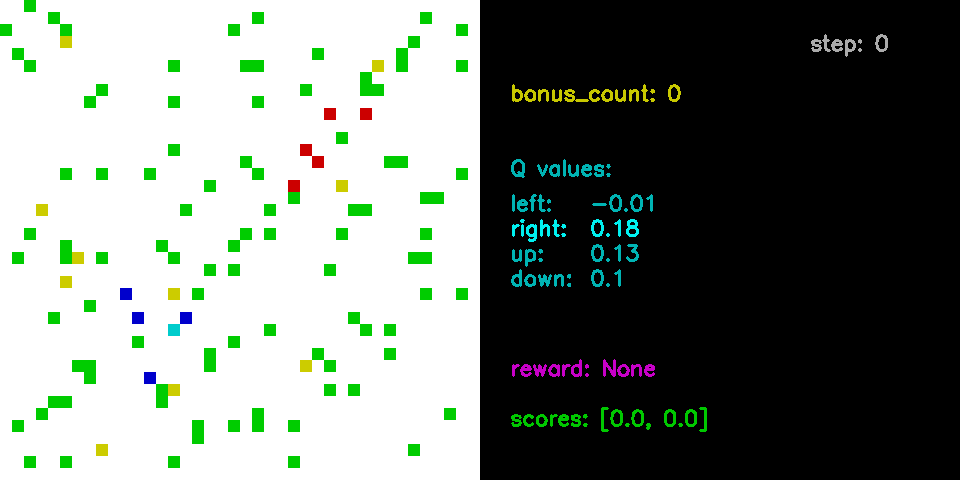 step: 0
bonus_count: 0
Q values:
left: -0.01
right: 0.18
up: 0.13
down: 0.1
reward: None
scores: [0.0, 0.0]